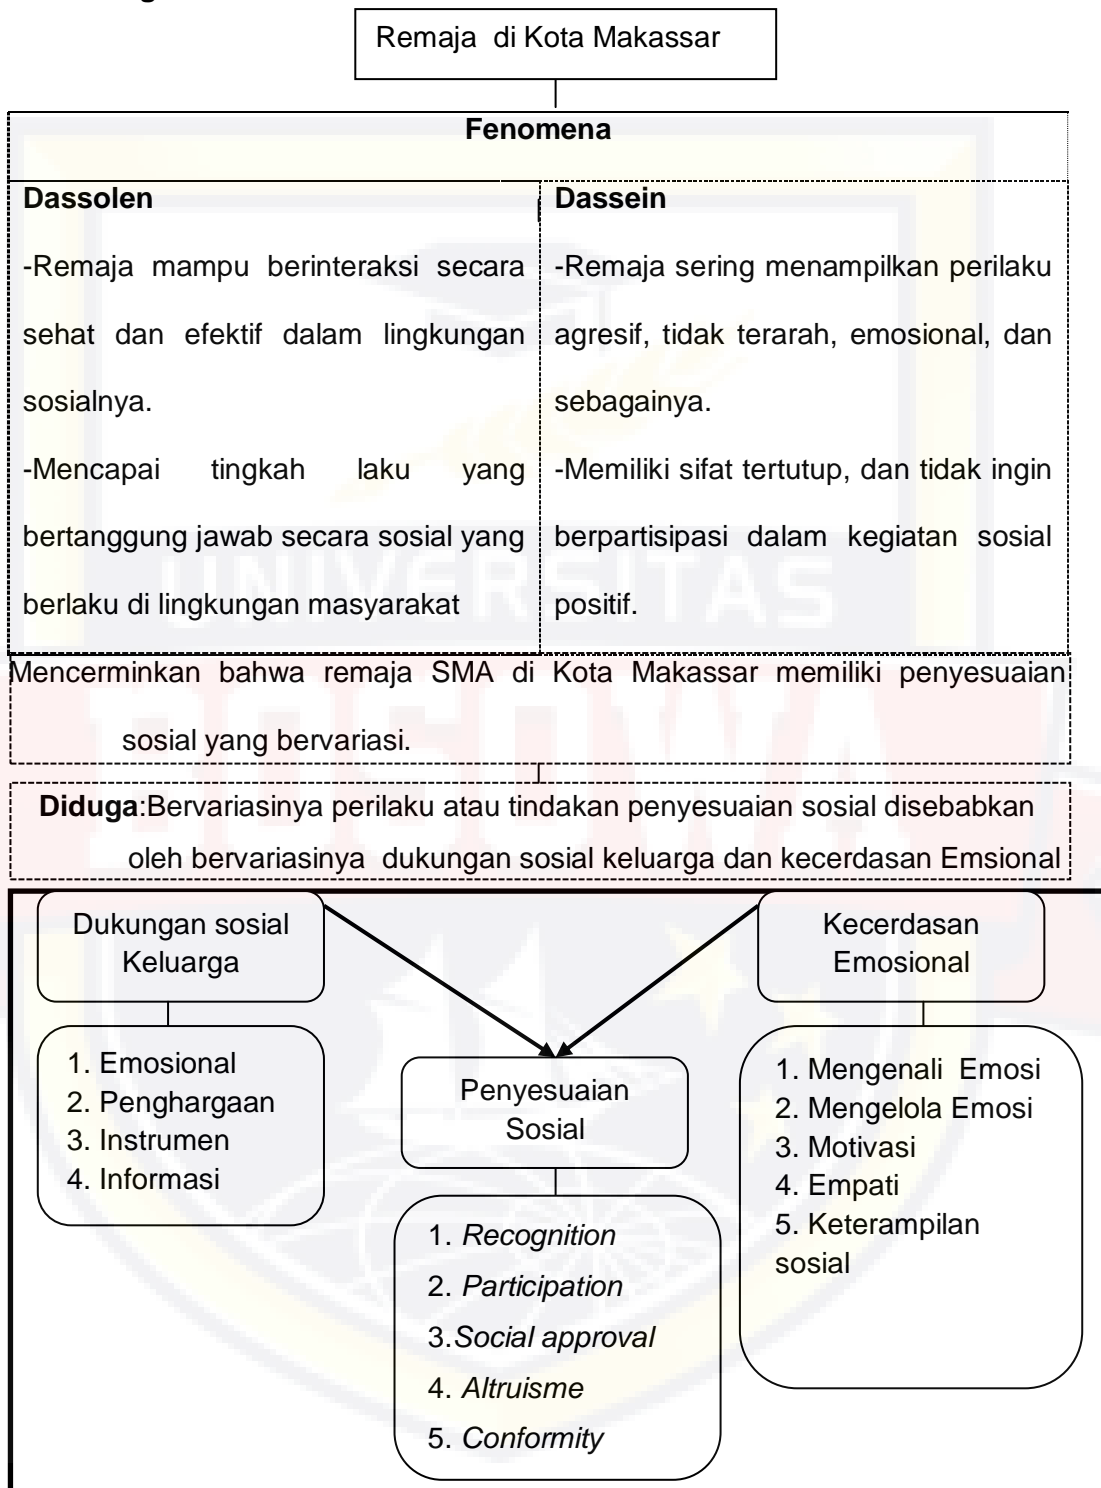 Remaja di Kota Makassar
Fenomena
Dassolen
-Remaja mampu berinteraksi secara
sehat dan efektif dalam lingkungan
sosialnya.
-Mencapai tingkah laku yang
bertanggung jawab secara sosial yang
berlaku di lingkungan masyarakat
Dassein
-Remaja sering menampilkan perilaku
agresif, tidak terarah, emosional, dan
sebagainya.
-Memiliki sifat tertutup, dan tidak ingin
berpartisipasi dalam kegiatan sosial
positif.
UNIVERSITAS
BOSOWA
Mencerminkan bahwa remaja SMA di Kota Makassar memiliki penyesuaian
sosial yang bervariasi.
Diduga:Bervariasinya perilaku atau tindakan penyesuaian sosial disebabkan
oleh bervariasinya dukungan sosial keluarga dan kecerdasan Emsional
Dukungan sosial
Keluarga
1. Emosional
2. Penghargaan
3. Instrumen
4. Informasi
Penyesuaian
Sosial
1. Recognition
2. Participation
3.Social approval
4. Altruisme
5. Conformity
Kecerdasan
Emosional
1. Mengenali Emosi
2. Mengelola Emosi
3. Motivasi
4. Empati
5. Keterampilan
sosial